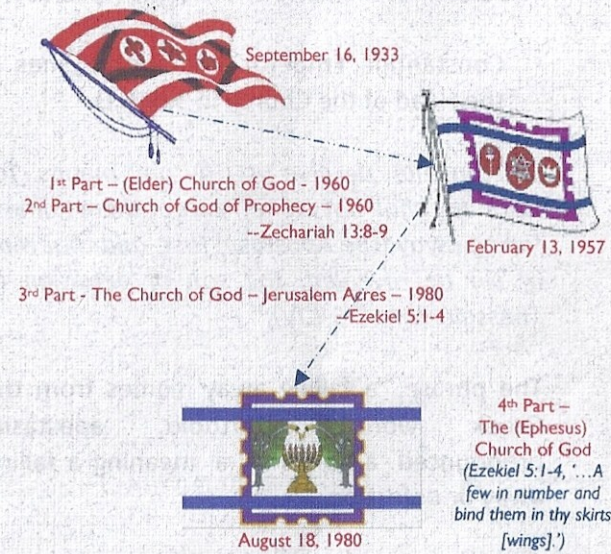 September 16, 1933
1st Part – (Elder) Church of God - 1960
2nd Part – Church of God of Prophecy – 1960
--Zechariah 13:8-9
February 13, 1957
3rd Part - The Church of God – Jerusalem Acres – 1980
--Ezekiel 5:1-4
4th Part –
The (Ephesus)
Church of God
(Ezekiel 5:1-4, '…A
few in number and
bind them in thy skirts
[wings].')
August 18, 1980